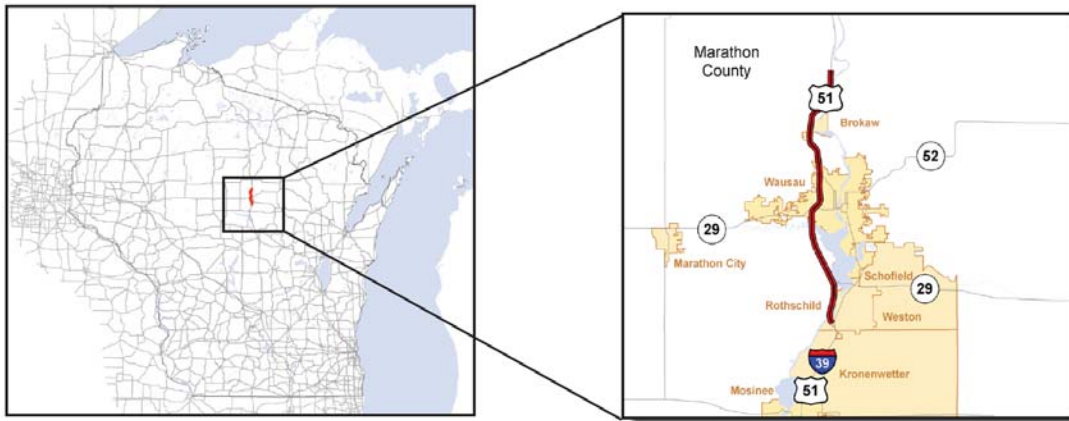 Marathon
County
51
Brokaw
52
Wausau
29
Marathon City
Schofield
29
Rothschild
Weston
39
Kronenwetter
Mosinee
51